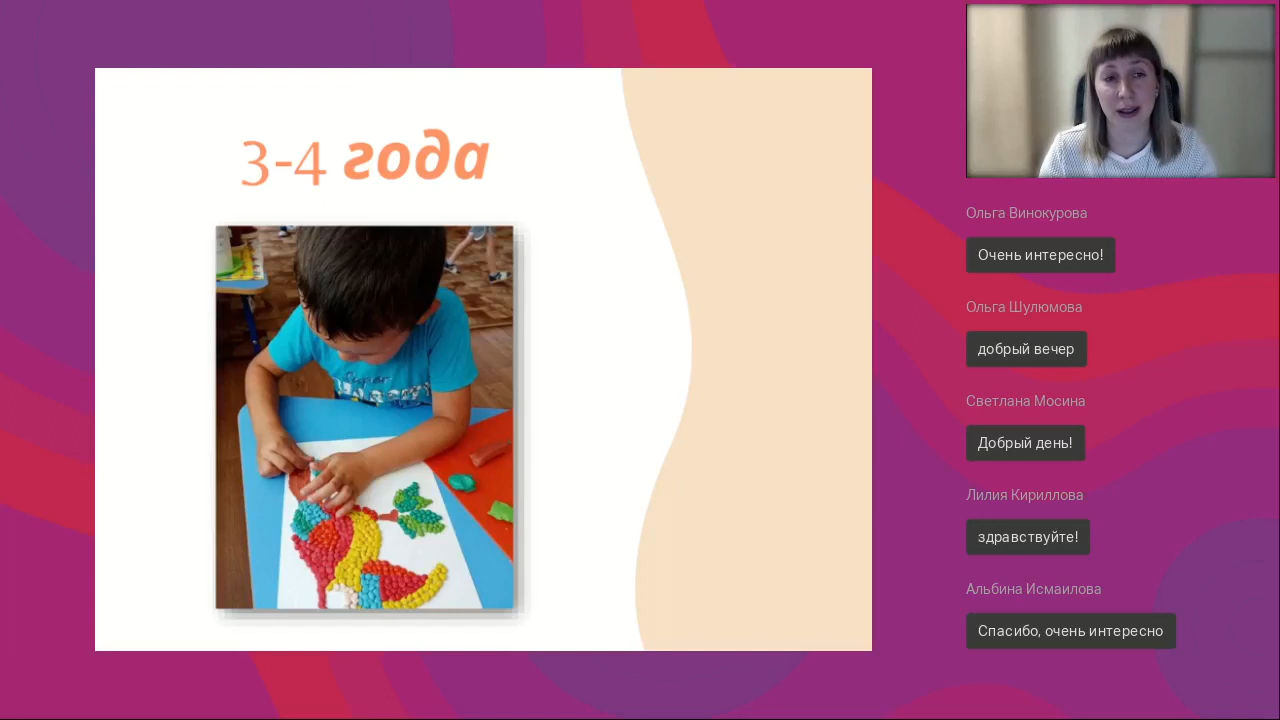 3-4 года
Ольга Винокурова
Очень интересно!
Ольга Шулюмова
добрый вечер
Светлана Мосина
Добрый день!
Лилия Кириллова
здравствуйте!
Альбина Исмаилова
Спасибо, очень интересно